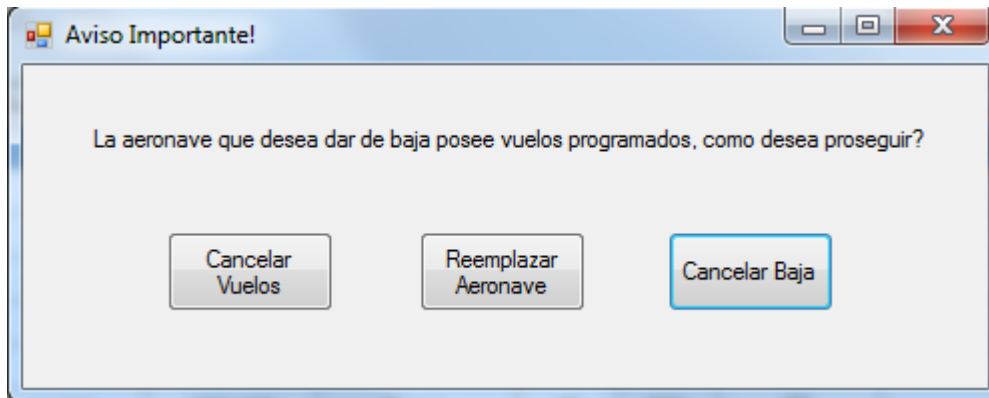 Aviso Importante!
La aeronave que desea dar de baja posee vuelos programados, como desea proseguir?
Cancelar
Vuelos
Reemplazar
Aeronave
Cancelar Baja